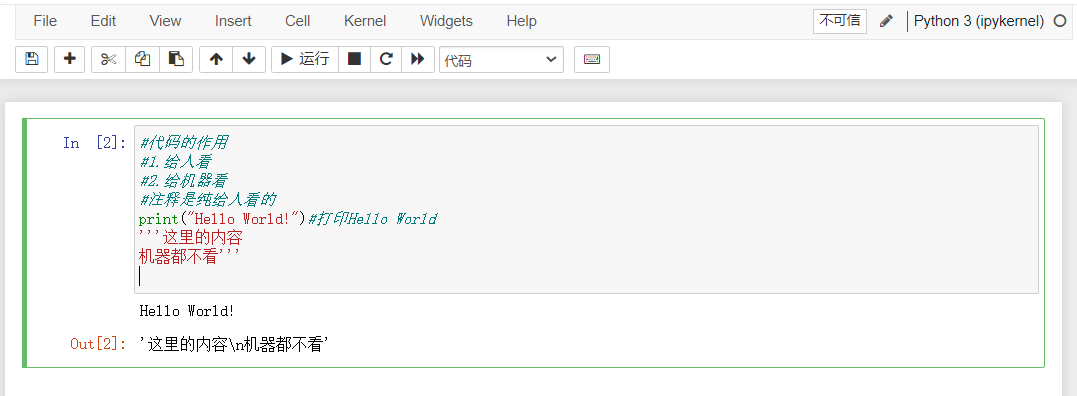 File Edit View Insert Cell Kernel Widgets Help 不可信 Python 3 (ipykernel)
运行 代码
In [2]: #代码的作用
#1.给人看
#2.给机器看
#注释是纯给人看的
print("Hello World!")#打印Hello World
'''这里的内容
机器都不看'''
Hello World!
Out[2]: '这里的内容\n机器都不看'